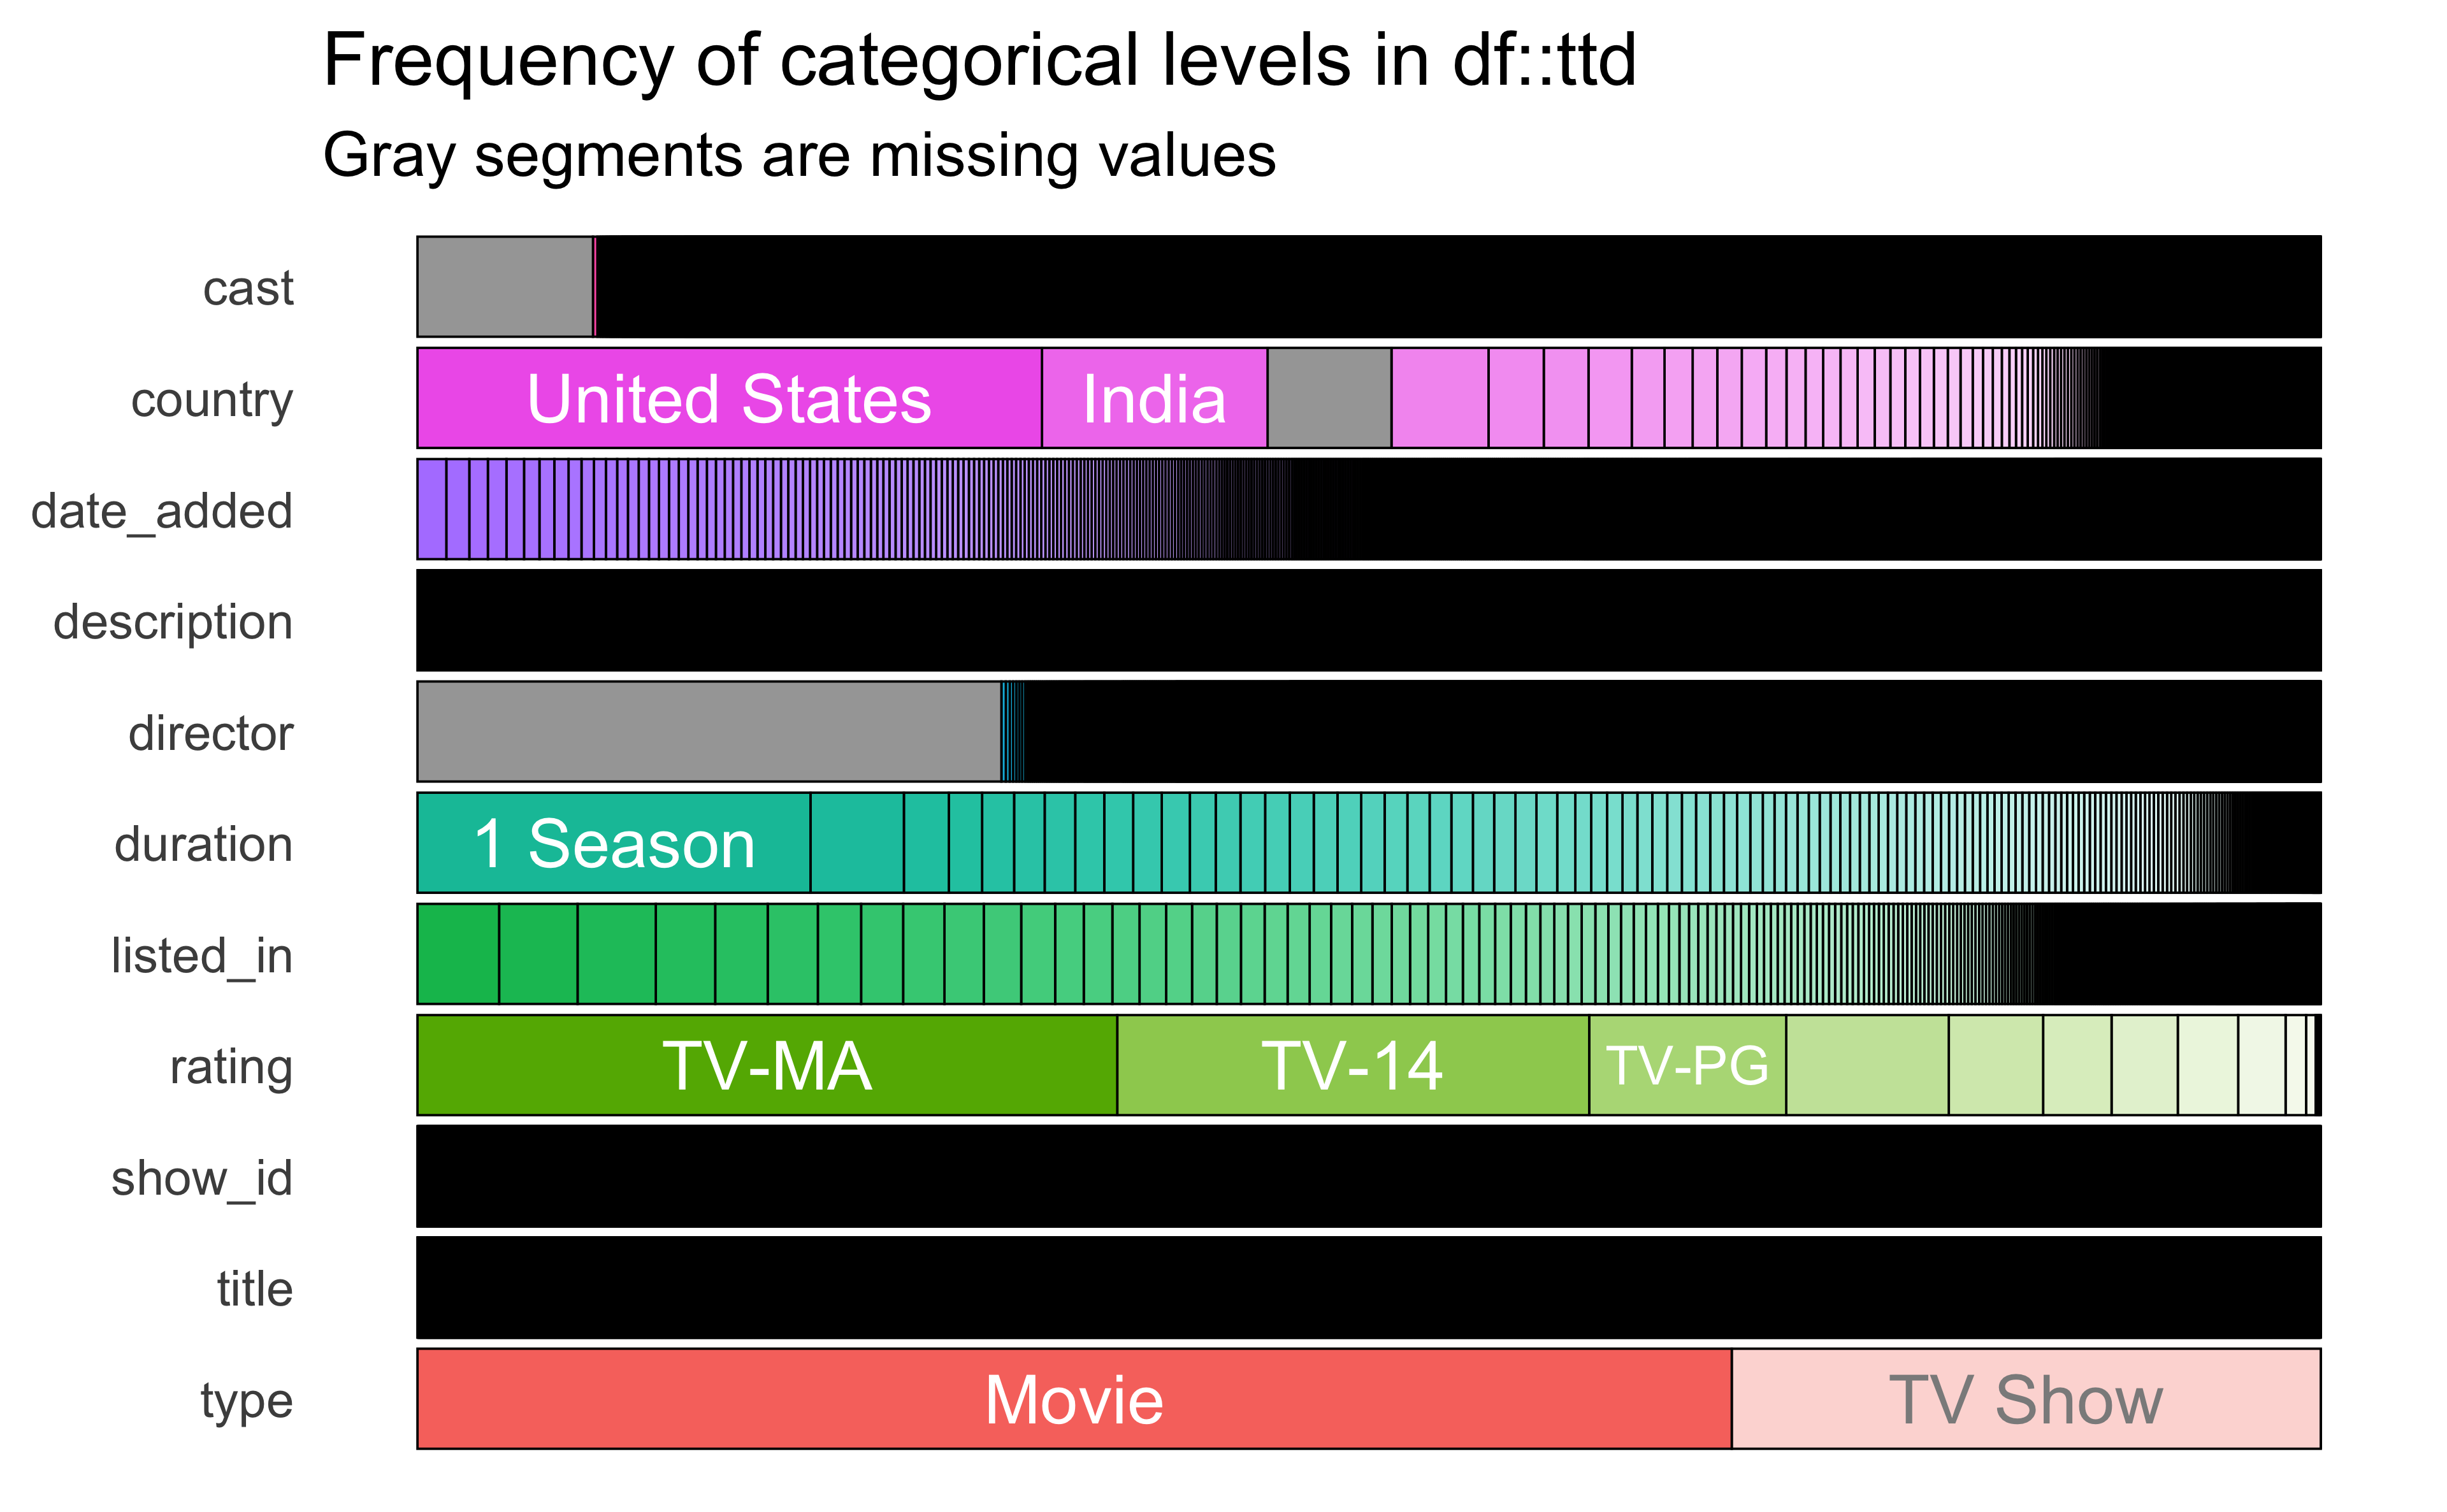 Frequency of categorical levels in df::ttd
Gray segments are missing values
cast
country
United States
India
date_added
description
director
duration
1 Season
listed_in
rating
TV-MA
TV-14
TV-PG
show_id
title
type
Movie
TV Show